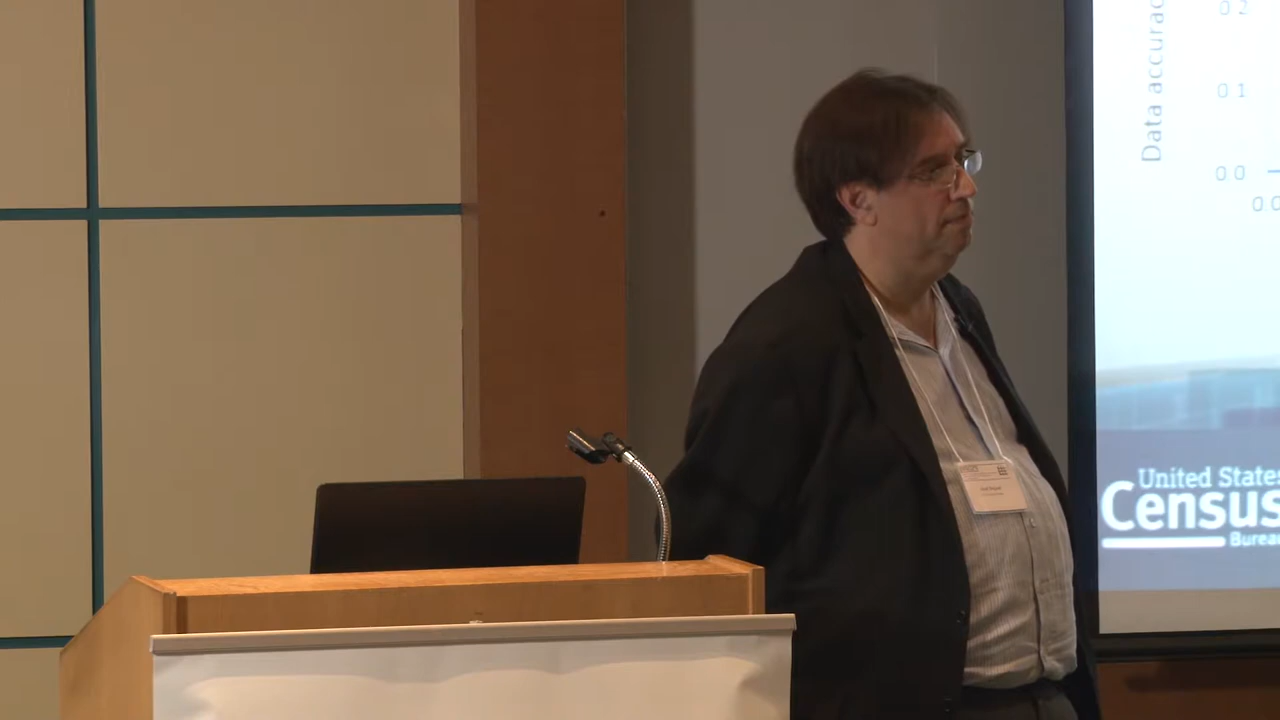 Data accurac
0.2
0.1
0.0
0.0
United States
Census
Bureau